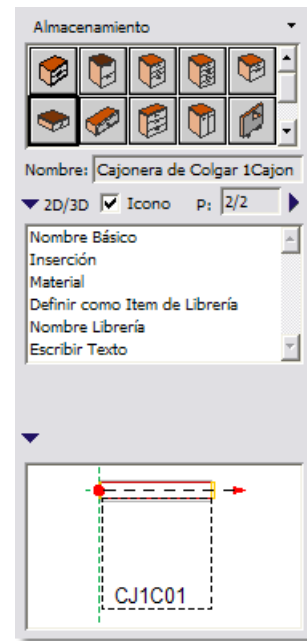 Almacenamiento
Nombre: Cajonera de Colgar 1Cajon
2D/3D Icono P: 2/2
Nombre Básico
Inserción
Material
Definir como Item de Librería
Nombre Librería
Escribir Texto
CJ1C01